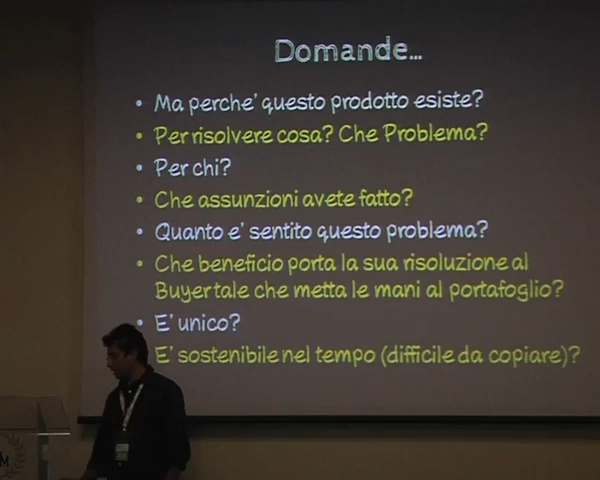 Domande...
• Ma perche' questo prodotto esiste?
• Per risolvere cosa? Che Problema?
• Per chi?
• Che assunzioni avete fatto?
• Quanto e' sentito questo problema?
• Che beneficio porta la sua risoluzione al
Buyer tale che metta le mani al portafoglio?
• E' unico?
E' sostenibile nel tempo (difficile da copiare)?